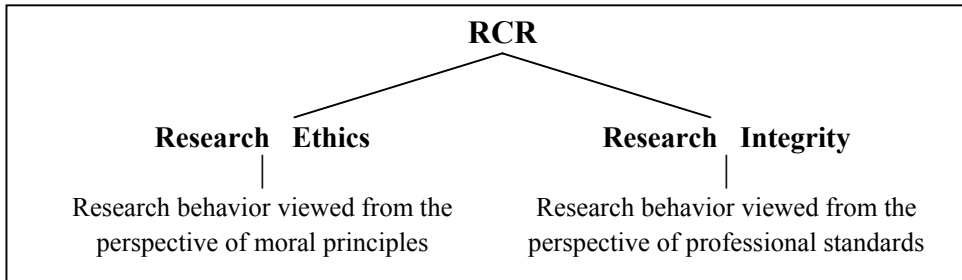 RCR
Research Ethics
Research Integrity
Research behavior viewed from the
perspective of moral principles
Research behavior viewed from the
perspective of professional standards